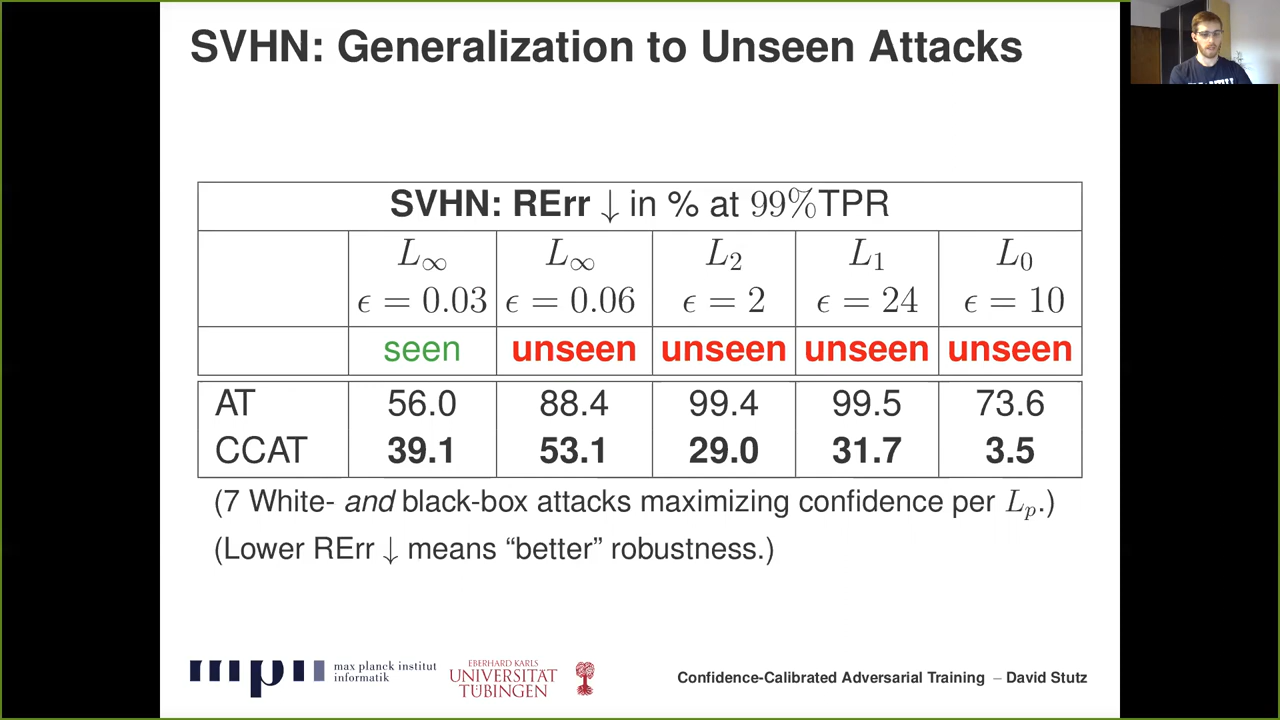 SVHN: Generalization to Unseen Attacks
SVHN: RErr ↓ in % at 99%TPR
L∞ L∞ L2 L1 L0
ϵ = 0.03 ϵ = 0.06 ϵ = 2 ϵ = 24 ϵ = 10
seen unseen unseen unseen unseen
AT 56.0 88.4 99.4 99.5 73.6
CCAT 39.1 53.1 29.0 31.7 3.5
(7 White- and black-box attacks maximizing confidence per Lp.)
(Lower RErr ↓ means “better” robustness.)
mpii max planck institut
informatik
EBERHARD KARLS
UNIVERSITÄT
TÜBINGEN
Confidence-Calibrated Adversarial Training – David Stutz